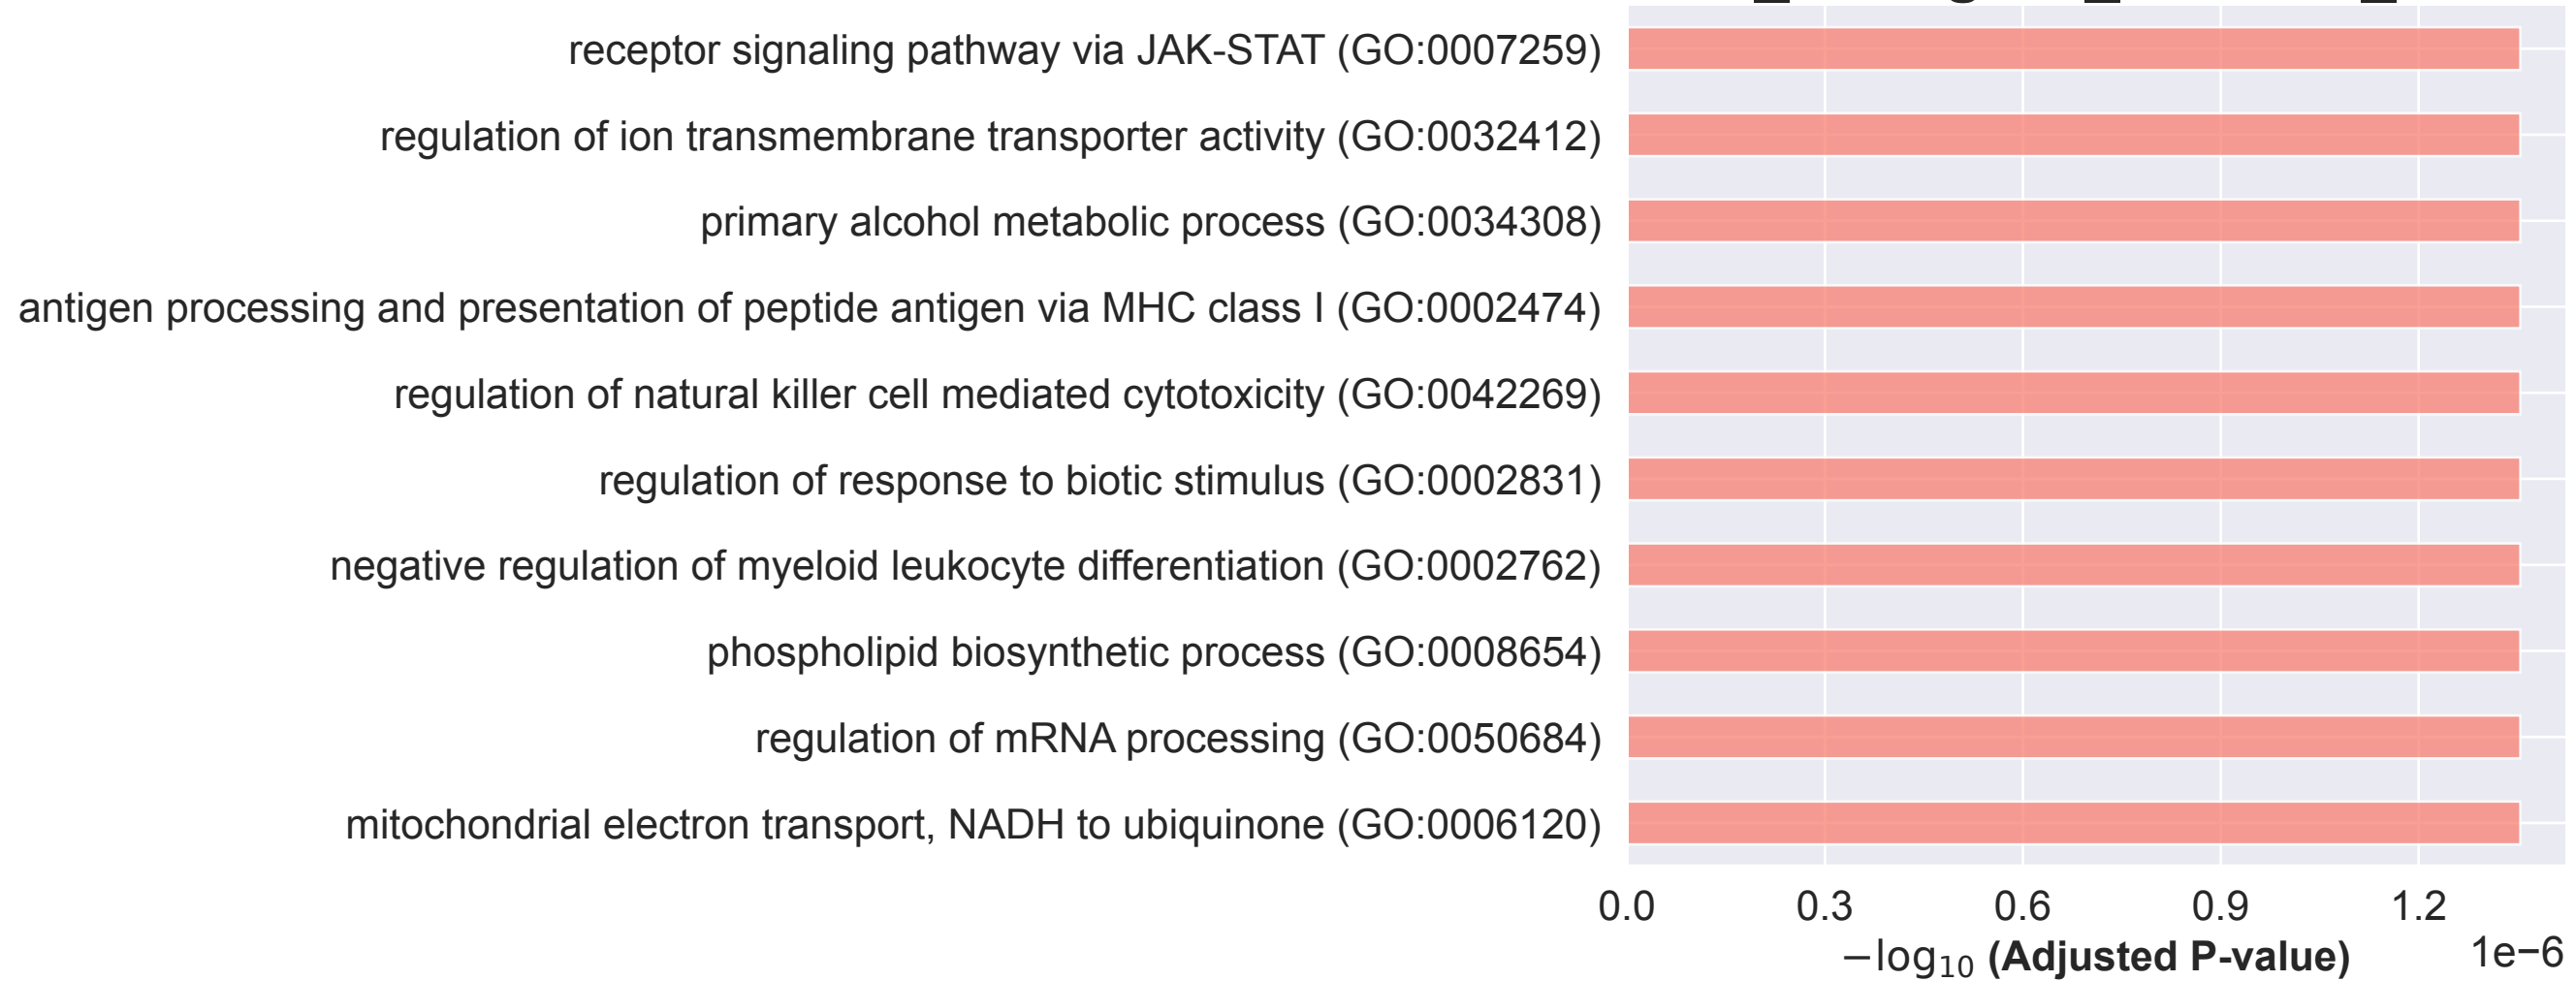 receptor signaling pathway via JAK-STAT (GO:0007259)
regulation of ion transmembrane transporter activity (GO:0032412)
primary alcohol metabolic process (GO:0034308)
antigen processing and presentation of peptide antigen via MHC class I (GO:0002474)
regulation of natural killer cell mediated cytotoxicity (GO:0042269)
regulation of response to biotic stimulus (GO:0002831)
negative regulation of myeloid leukocyte differentiation (GO:0002762)
phospholipid biosynthetic process (GO:0008654)
regulation of mRNA processing (GO:0050684)
mitochondrial electron transport, NADH to ubiquinone (GO:0006120)
0.0 0.3 0.6 0.9 1.2
−log₁₀ (Adjusted P-value) 1e−6